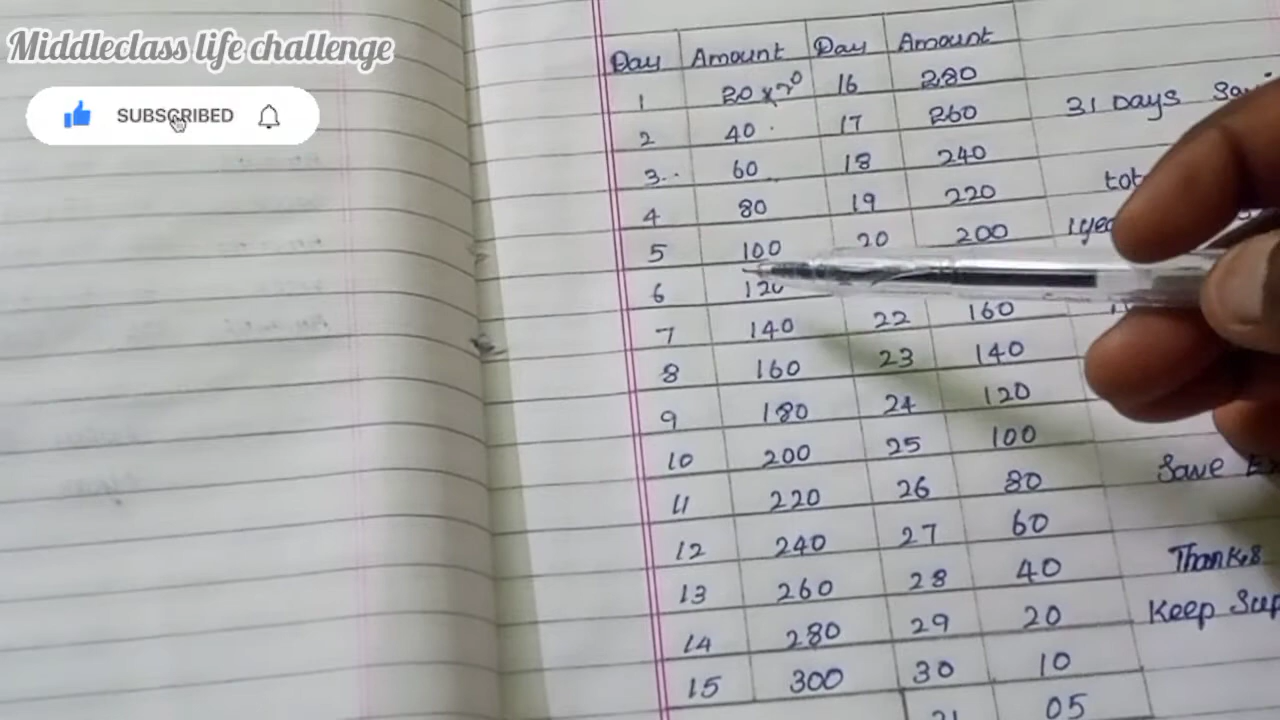 Middleclass life challenge
SUBSCRIBED
Day Amount Day Amount
1 20 16 280
2 40 17 260
3 60 18 240
4 80 19 220
5 100 20 200
6 120
7 140 22 160
8 160 23 140
9 180 24 120
10 200 25 100
11 220 26 80
12 240 27 60
13 260 28 40
14 280 29 20
15 300 30 10
05
31 Days
Save
Thanks
Keep